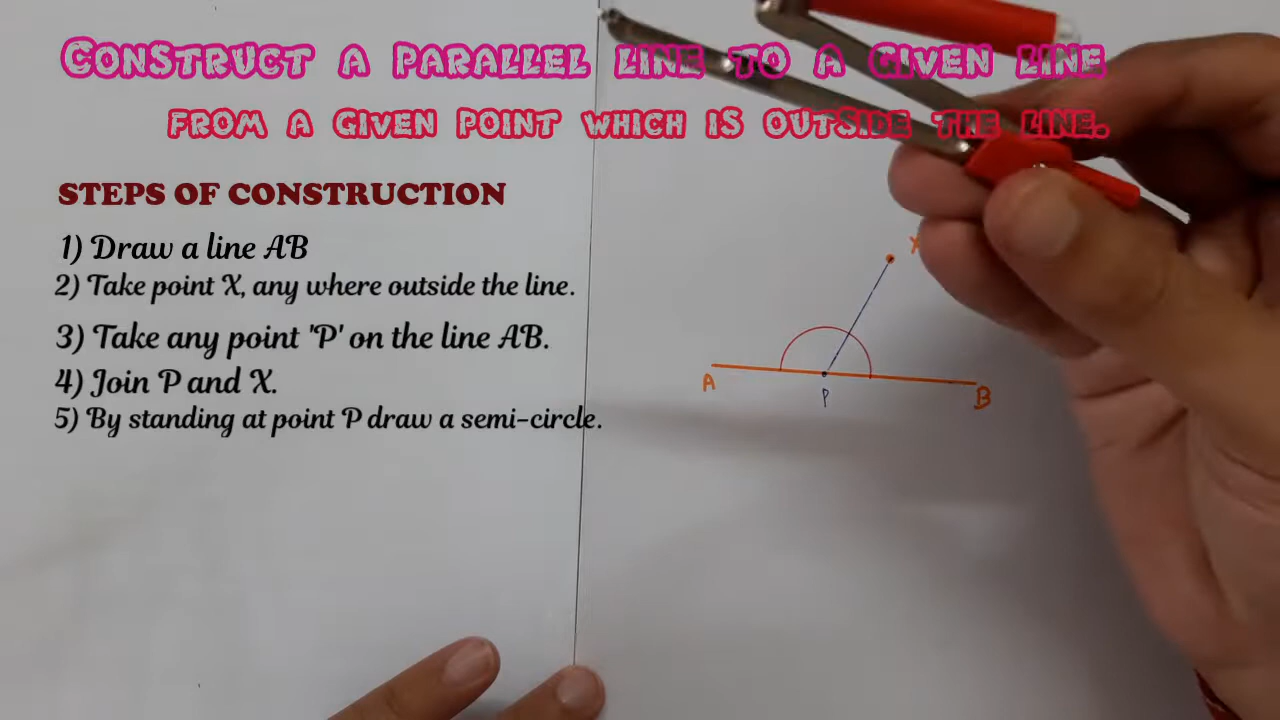 CONSTRUCT A PARALLEL LINE TO A GIVEN LINE
FROM A GIVEN POINT WHICH IS OUTSIDE THE LINE.
STEPS OF CONSTRUCTION
1) Draw a line AB
2) Take point X, any where outside the line.
3) Take any point 'P' on the line AB.
4) Join P and X.
5) By standing at point P draw a semi-circle.
X
A
P
B